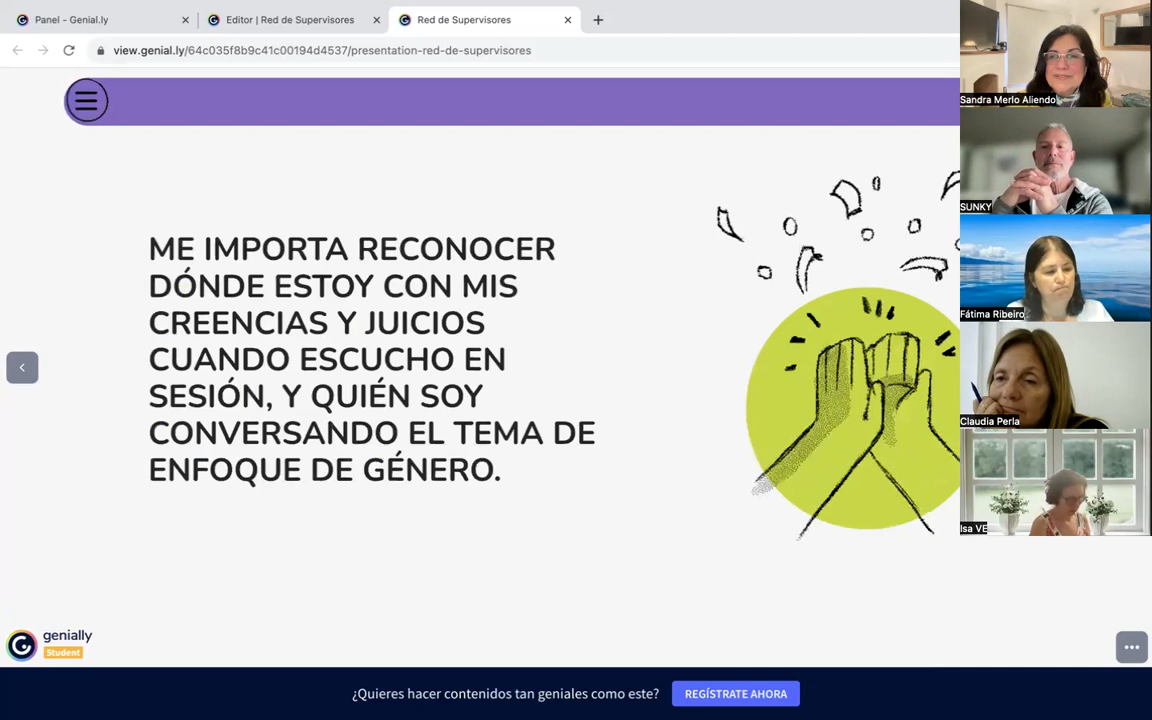 Panel - Genial.ly
Editor | Red de Supervisores
Red de Supervisores
view.genial.ly/64c035f8b9c41c00194d4537/presentation-red-de-supervisores
ME IMPORTA RECONOCER
DÓNDE ESTOY CON MIS
CREENCIAS Y JUICIOS
CUANDO ESCUCHO EN
SESIÓN, Y QUIÉN SOY
CONVERSANDO EL TEMA DE
ENFOQUE DE GÉNERO.
Sandra Merlo Aliendo
SUNKY
Fátima Ribeiro
Claudia Perla
Isa VE
genially
Student
¿Quieres hacer contenidos tan geniales como este?
REGÍSTRATE AHORA